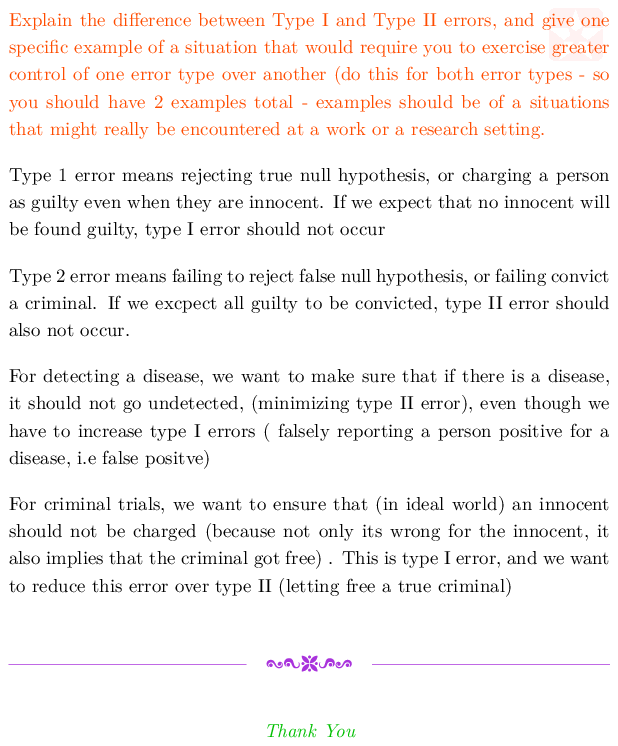 Explain the difference between Type I and Type II errors, and give one
specific example of a situation that would require you to exercise greater
control of one error type over another (do this for both error types - so
you should have 2 examples total - examples should be of a situations
that might really be encountered at a work or a research setting.
Type 1 error means rejecting true null hypothesis, or charging a person
as guilty even when they are innocent. If we expect that no innocent will
be found guilty, type I error should not occur
Type 2 error means failing to reject false null hypothesis, or failing convict
a criminal. If we excpect all guilty to be convicted, type II error should
also not occur.
For detecting a disease, we want to make sure that if there is a disease,
it should not go undetected, (minimizing type II error), even though we
have to increase type I errors ( falsely reporting a person positive for a
disease, i.e false positve)
For criminal trials, we want to ensure that (in ideal world) an innocent
should not be charged (because not only its wrong for the innocent, it
also implies that the criminal got free) . This is type I error, and we want
to reduce this error over type II (letting free a true criminal)
Thank You